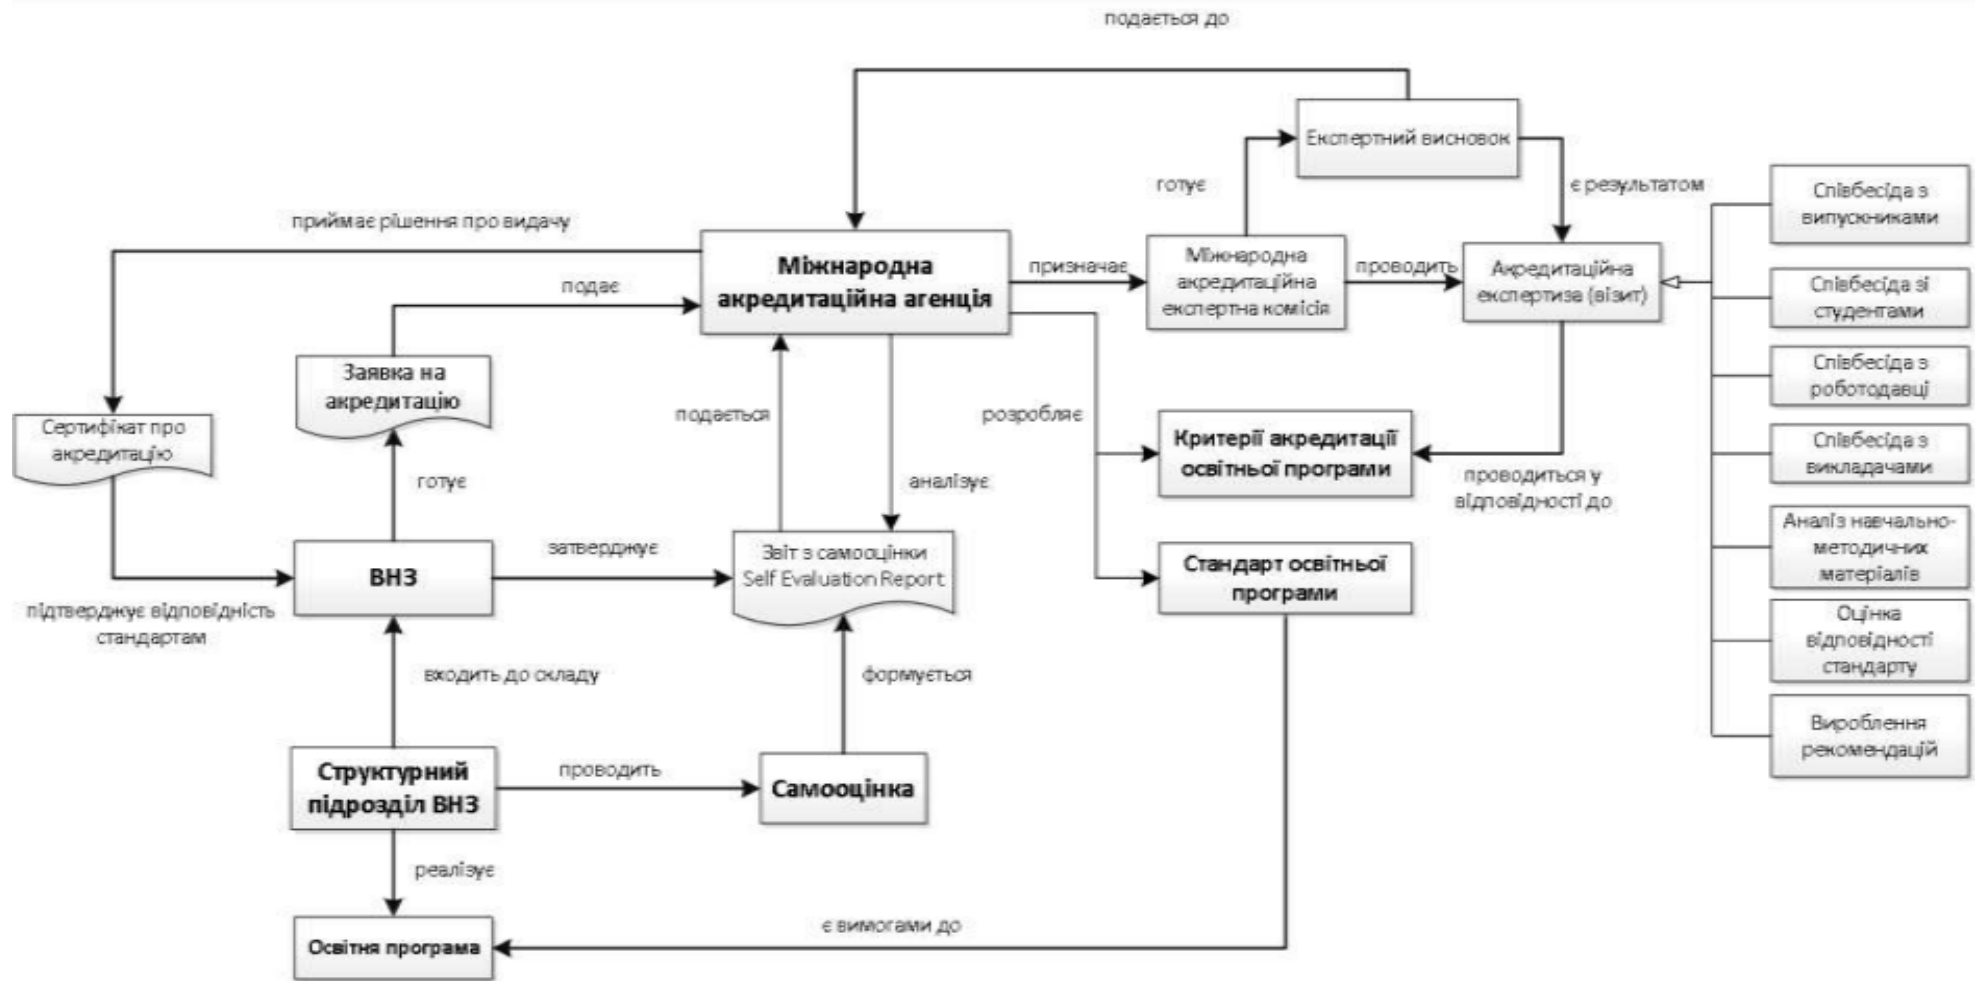 подається до
Експертний висновок
готує
є результатом
Співбесіда з
випускниками
приймає рішення про видачу
Міжнародна
акредитаційна агенція
призначає
Міжнародна
акредитаційна
експертна комісія
проводить
Акредитаційна
експертиза (візит)
Співбесіда зі
студентами
подає
Заявка на
акредитацію
Співбесіда з
роботодавці
Сертифікат про
акредитацію
подається
розробляє
Критерії акредитації
освітньої програми
Співбесіда з
викладачами
готує
аналізує
проводиться у
відповідності до
Аналіз навчально-
методичних
матеріалів
ВНЗ
затверджує
Звіт з самооцінки
Self Evaluation Report
Стандарт освітньої
програми
підтверджує відповідність
стандартам
Оцінка
відповідності
стандарту
входить до складу
формується
Вироблення
рекомендацій
Структурний
підрозділ ВНЗ
проводить
Самооцінка
реалізує
Освітня програма
є вимогами до